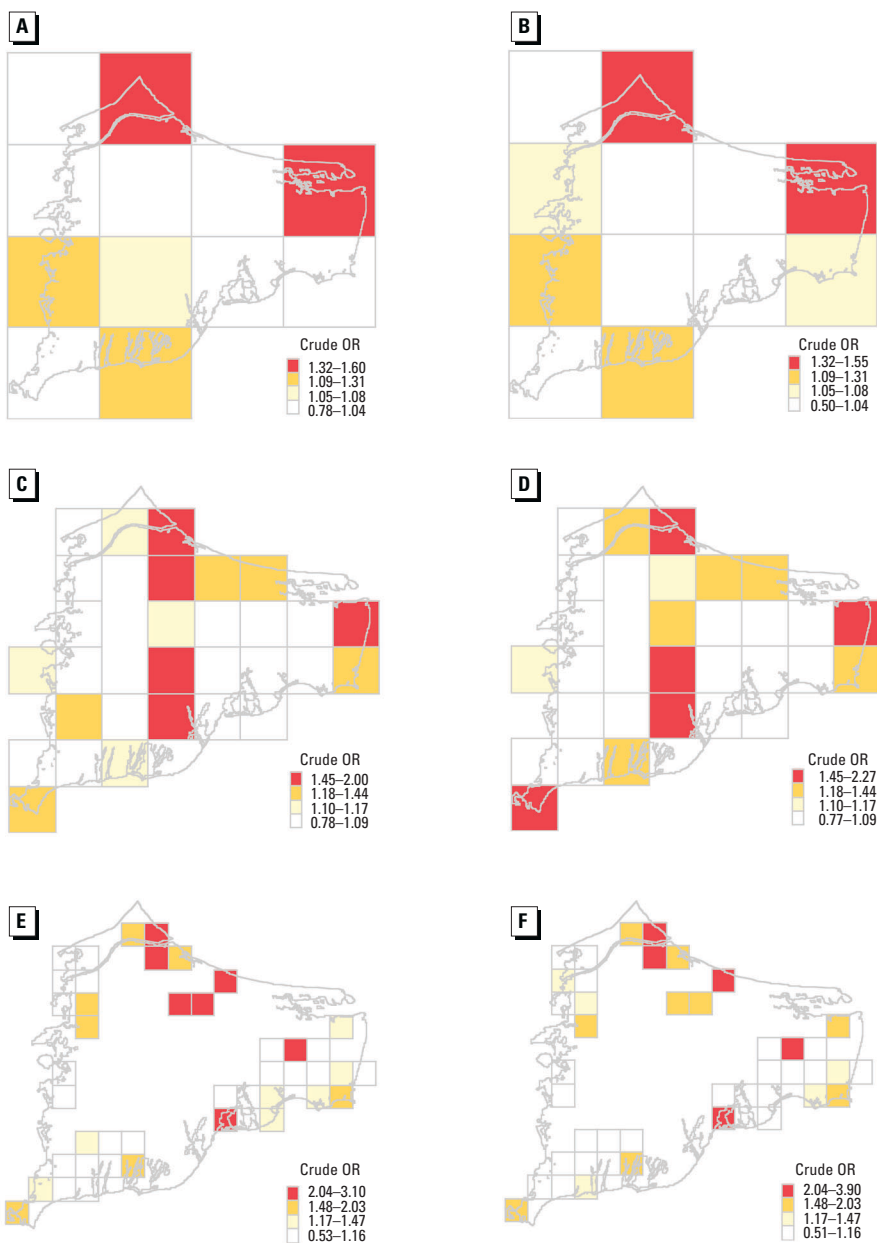 A
Crude OR
1.32–1.60
1.09–1.31
1.05–1.08
0.78–1.04
B
Crude OR
1.32–1.55
1.09–1.31
1.05–1.08
0.50–1.04
C
Crude OR
1.45–2.00
1.18–1.44
1.10–1.17
0.78–1.09
D
Crude OR
1.45–2.27
1.18–1.44
1.10–1.17
0.77–1.09
E
Crude OR
2.04–3.10
1.48–2.03
1.17–1.47
0.53–1.16
F
Crude OR
2.04–3.90
1.48–2.03
1.17–1.47
0.51–1.16